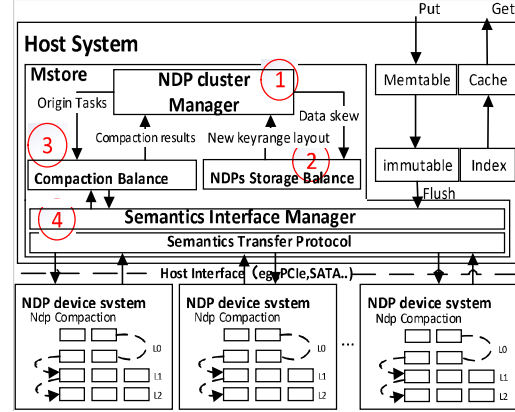 Put
Get
Host System
Mstore
NDP cluster
Manager
1
Memtable
Cache
Origin Tasks
Data skew
3
Compaction results
New keyrange layout
2
Compaction Balance
NDPs Storage Balance
immutable
Index
Flush
4
Semantics Interface Manager
Semantics Transfer Protocol
Host Interface (eg.PCIe,SATA..)
NDP device system
Ndp Compaction
L0
L1
L2
NDP device system
Ndp Compaction
L0
L1
L2
...
NDP device system
Ndp Compaction
L0
L1
L2